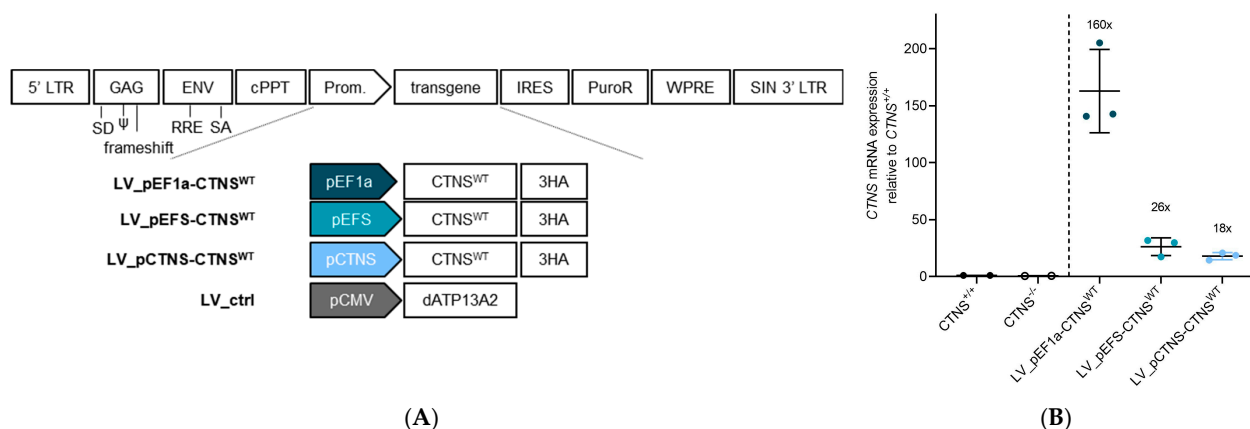 5' LTR GAG ENV cPPT Prom. transgene IRES PuroR WPRE SIN 3' LTR
SD ψ RRE SA
frameshift
LV_pEF1a-CTNSᵂᵀ pEF1a CTNSᵂᵀ 3HA
LV_pEFS-CTNSᵂᵀ pEFS CTNSᵂᵀ 3HA
LV_pCTNS-CTNSᵂᵀ pCTNS CTNSᵂᵀ 3HA
LV_ctrl pCMV dATP13A2
(A)
CTNS mRNA expression
relative to CTNS⁺/⁺
200
150
100
50
0
160x
26x
18x
CTNS⁺/⁺
CTNS⁻/⁻
LV_pEF1a-CTNSᵂᵀ
LV_pEFS-CTNSᵂᵀ
LV_pCTNS-CTNSᵂᵀ
(B)